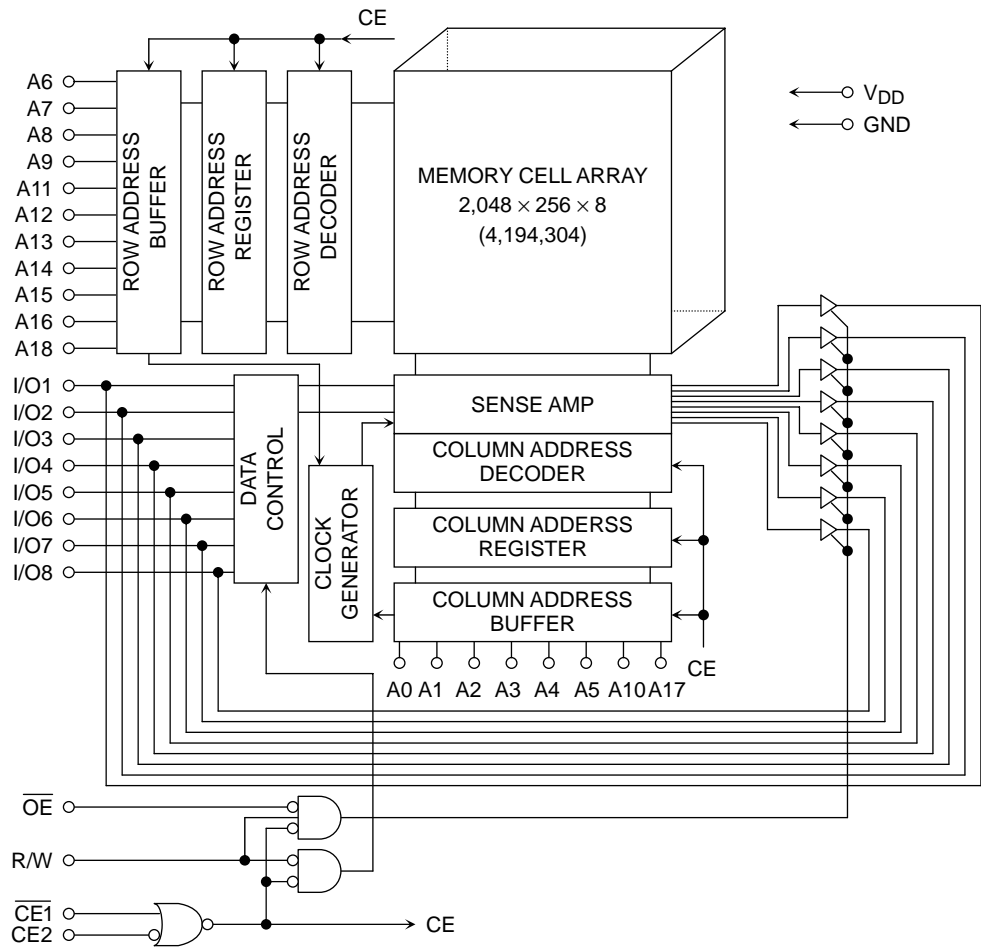 CE
A6
A7
A8
A9
A11
A12
A13
A14
A15
A16
A18
ROW ADDRESS
BUFFER
ROW ADDRESS
REGISTER
ROW ADDRESS
DECODER
MEMORY CELL ARRAY
2,048 × 256 × 8
(4,194,304)
VDD
GND
I/O1
I/O2
I/O3
I/O4
I/O5
I/O6
I/O7
I/O8
DATA
CONTROL
CLOCK
GENERATOR
SENSE AMP
COLUMN ADDRESS
DECODER
COLUMN ADDERSS
REGISTER
COLUMN ADDRESS
BUFFER
CE
A0 A1 A2 A3 A4 A5 A10 A17
OE
R/W
CE1
CE2
CE